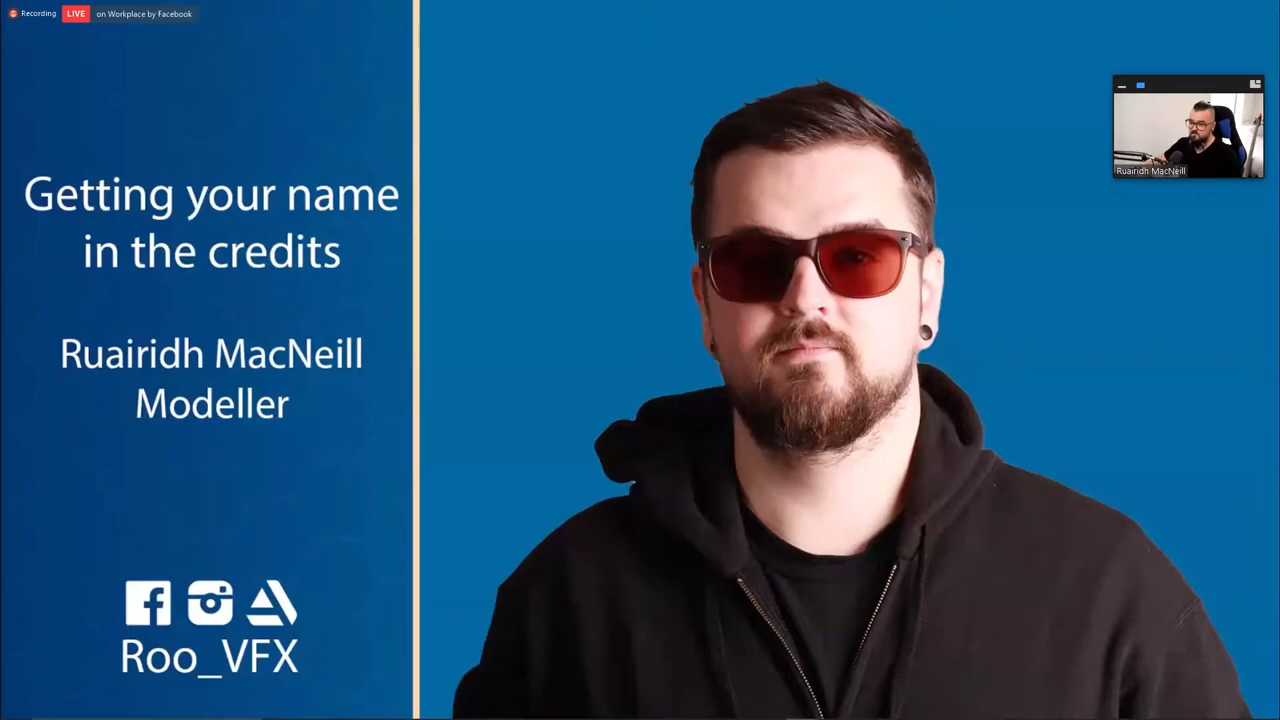 Recording LIVE on Workplace by Facebook
Getting your name
in the credits
Ruairidh MacNeill
Modeller
Roo_VFX
Ruairidh MacNeill